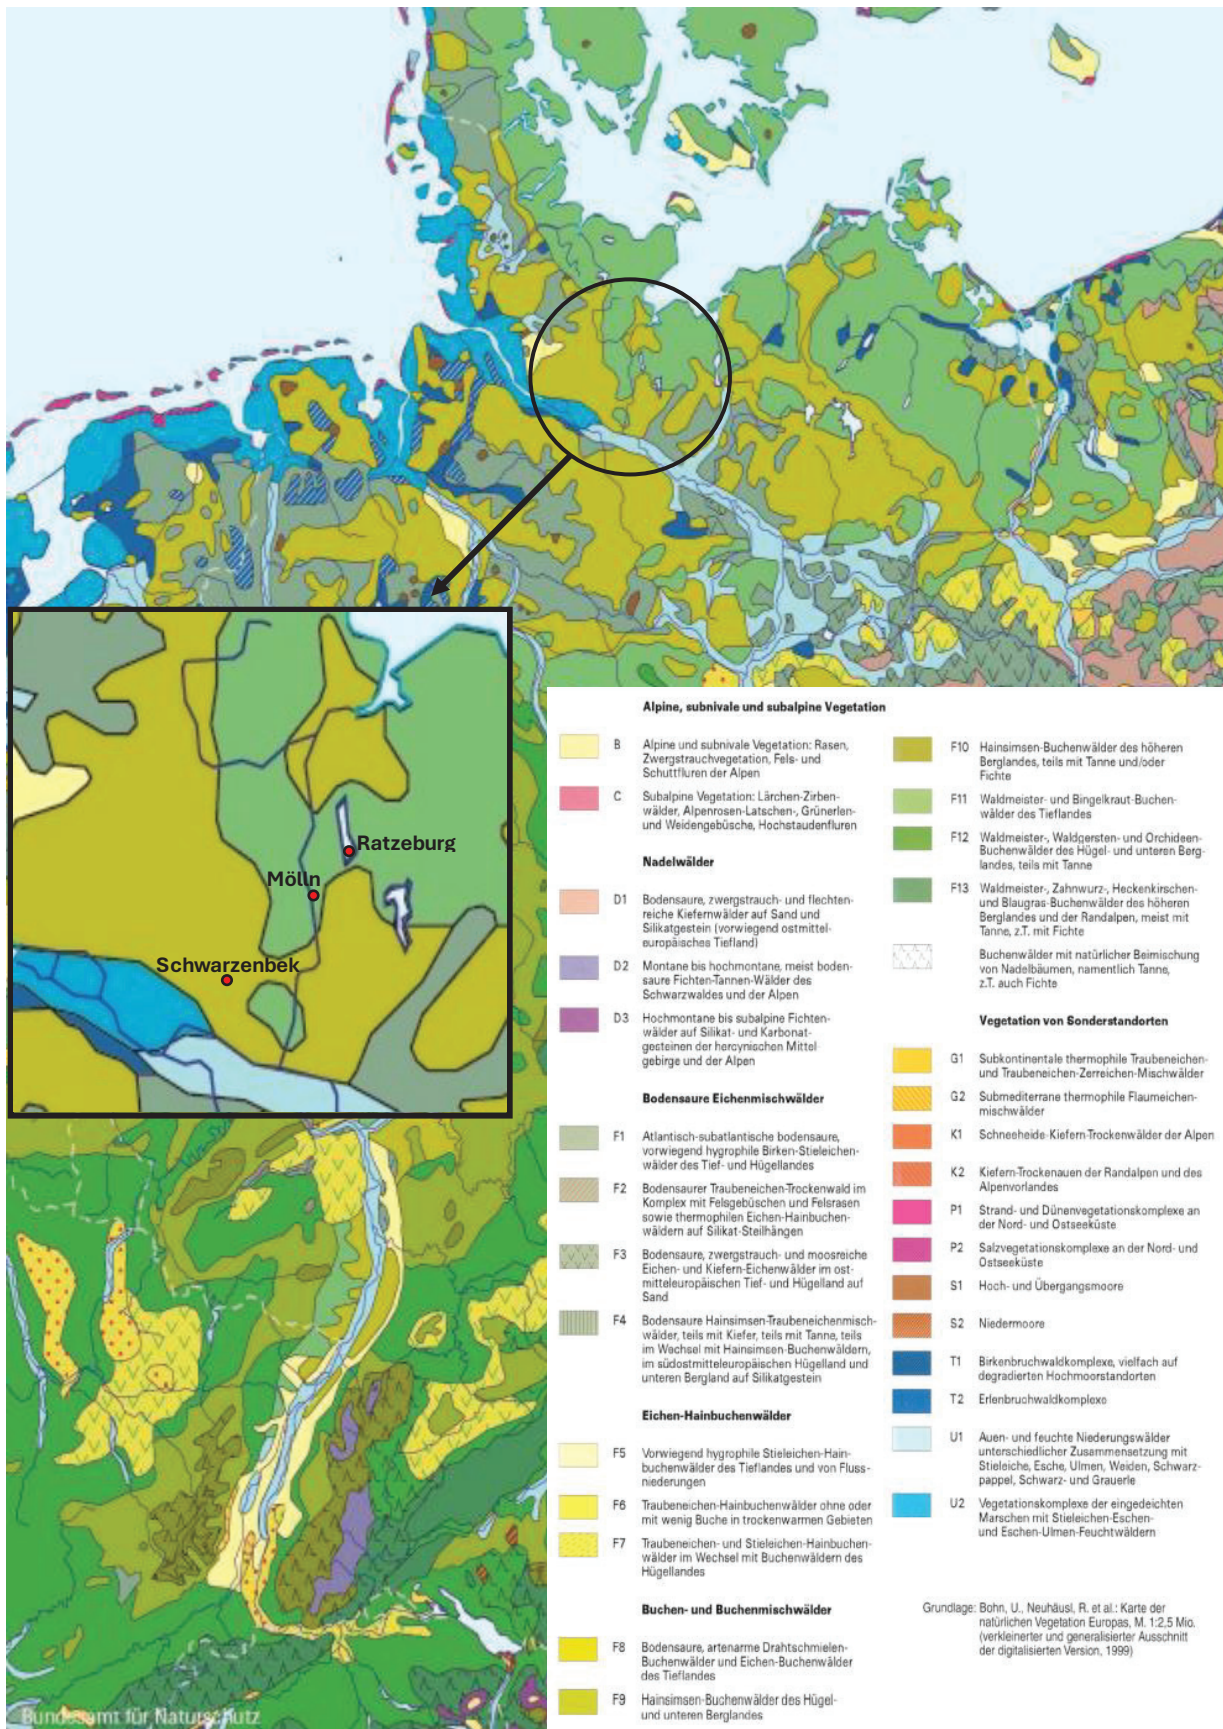 Ratzeburg
Mölln
Schwarzenbek
Alpine, subnivale und subalpine Vegetation
B Alpine und subnivale Vegetation: Rasen,
Zwergstrauchvegetation, Fels- und
Schuttfluren der Alpen
C Subalpine Vegetation: Lärchen-Zirben-
wälder, Alpenrosen-Latschen-, Grünerlen-
und Weidengebüsche, Hochstaudenfluren
Nadelwälder
D1 Bodensaure, zwergstrauch- und flechten-
reiche Kiefernwälder auf Sand und
Silikatgestein (vorwiegend ostmittel-
europäisches Tiefland)
D2 Montane bis hochmontane, meist boden-
saure Fichten-Tannen-Wälder des
Schwarzwaldes und der Alpen
D3 Hochmontane bis subalpine Fichten-
wälder auf Silikat- und Karbonat-
gesteinen der hercynischen Mittel
gebirge und der Alpen
Bodensaure Eichenmischwälder
F1 Atlantisch-subatlantische bodensaure,
vorwiegend hygrophile Birken-Stieleichen-
wälder des Tief- und Hügellandes
F2 Bodensaurer Traubeneichen-Trockenwald im
Komplex mit Felsgebüschen und Felsrasen
sowie thermophilen Eichen-Hainbuchen-
wäldern auf Silikat-Steilhängen
F3 Bodensaure, zwergstrauch- und moosreiche
Eichen- und Kiefern-Eichenwälder im ost-
mitteleuropäischen Tief- und Hügelland auf
Sand
F4 Bodensaure Hainsimsen-Traubeneichenmisch-
wälder, teils mit Kiefer, teils mit Tanne, teils
im Wechsel mit Hainsimsen-Buchenwäldern,
im südostmitteleuropäischen Hügelland und
unteren Bergland auf Silikatgestein
Eichen-Hainbuchenwälder
F5 Vorwiegend hygrophile Stieleichen-Hain-
buchenwälder des Tieflandes und von Fluss-
niederungen
F6 Traubeneichen-Hainbuchenwälder ohne oder
mit wenig Buche in trockenwarmen Gebieten
F7 Traubeneichen- und Stieleichen-Hainbuchen-
wälder im Wechsel mit Buchenwäldern des
Hügellandes
Buchen- und Buchenmischwälder
F8 Bodensaure, artenarme Drahtschmielen-
Buchenwälder und Eichen-Buchenwälder
des Tieflandes
F9 Hainsimsen-Buchenwälder des Hügel-
und unteren Berglandes
F10 Hainsimsen-Buchenwälder des höheren
Berglandes, teils mit Tanne und/oder
Fichte
F11 Waldmeister- und Bingelkraut-Buchen-
wälder des Tieflandes
F12 Waldmeister-, Waldgersten- und Orchideen-
Buchenwälder des Hügel- und unteren Berg-
landes, teils mit Tanne
F13 Waldmeister-, Zahnwurz-, Heckenkirschen-
und Blaugras-Buchenwälder des höheren
Berglandes und der Randalpen, meist mit
Tanne, z.T. mit Fichte
Buchenwälder mit natürlicher Beimischung
von Nadelbäumen, namentlich Tanne,
z.T. auch Fichte
Vegetation von Sonderstandorten
G1 Subkontinentale thermophile Traubeneichen-
und Traubeneichen-Zerreichen-Mischwälder
G2 Submediterrane thermophile Flaumeichen-
mischwälder
K1 Schneeheide-Kiefern-Trockenwälder der Alpen
K2 Kiefern-Trockenauen der Randalpen und des
Alpenvorlandes
P1 Strand- und Dünenvegetationskomplexe an
der Nord- und Ostseeküste
P2 Salzvegetationskomplexe an der Nord- und
Ostseeküste
S1 Hoch- und Übergangsmoore
S2 Niedermoore
T1 Birkenbruchwaldkomplexe, vielfach auf
degradierten Hochmoorstandorten
T2 Erlenbruchwaldkomplexe
U1 Auen- und feuchte Niederungswälder
unterschiedlicher Zusammensetzung mit
Stieleiche, Esche, Ulmen, Weiden, Schwarz-
pappel, Schwarz- und Grauerle
U2 Vegetationskomplexe der eingedeichten
Marschen mit Stieleichen-Eschen-
und Eschen-Ulmen-Feuchtwäldern
Grundlage: Bohn, U., Neuhäusl, R. et al.: Karte der
natürlichen Vegetation Europas, M. 1:2,5 Mio.
(verkleinerter und generalisierter Ausschnitt
der digitalisierten Version, 1999)
Bundesamt für Naturschutz